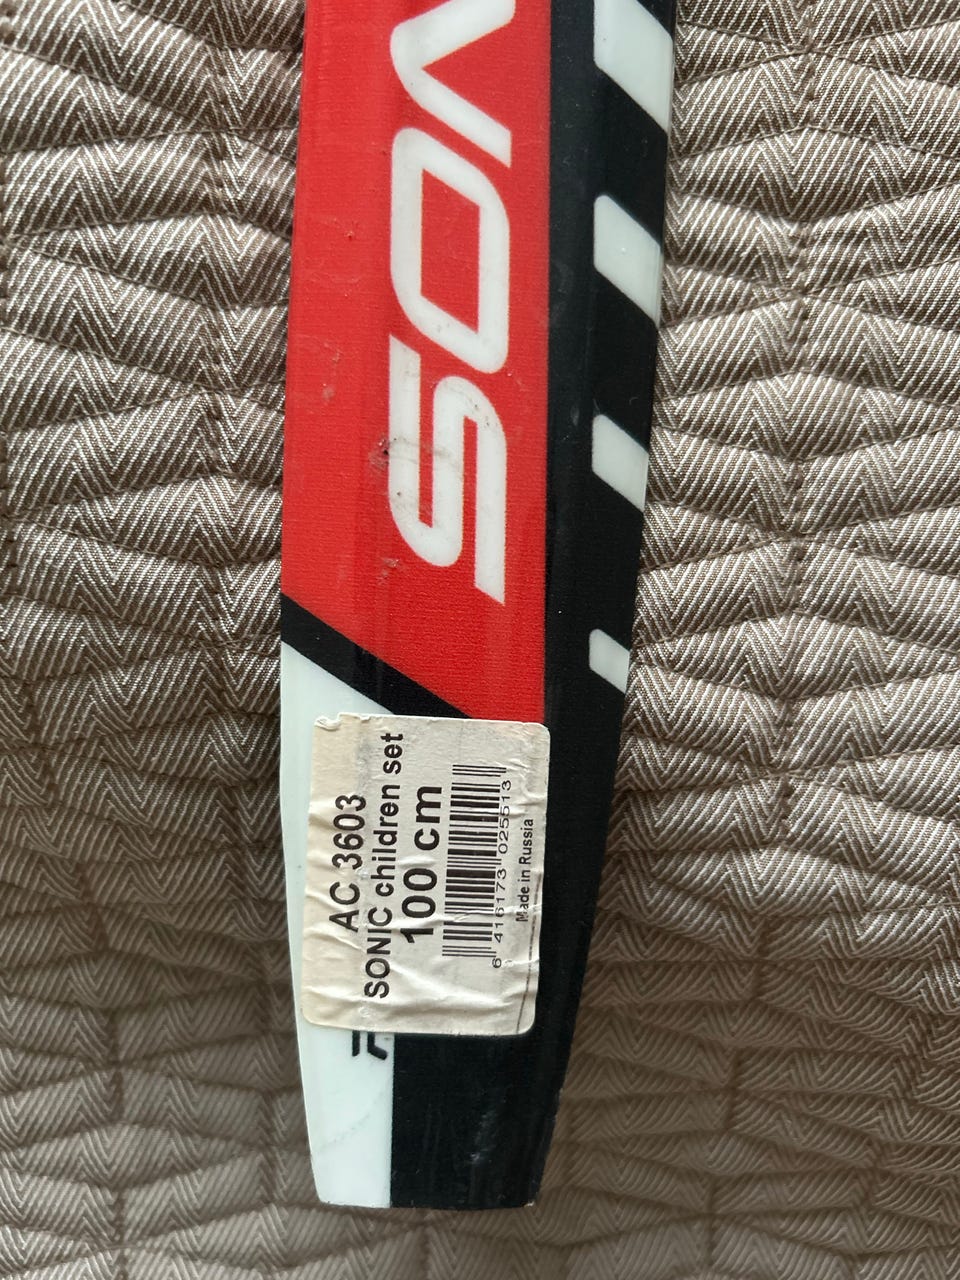 SON
AC 3603
SONIC children set
100 cm
6 416173 025513
Made in Russia